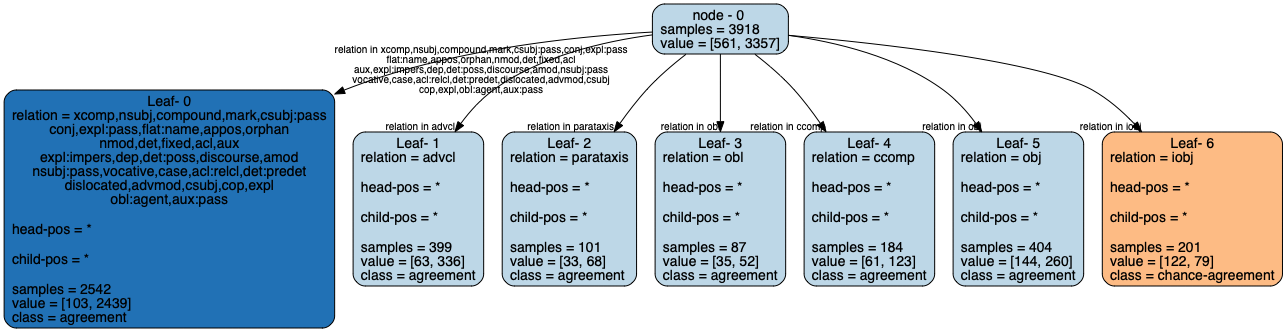 node - 0
samples = 3918
value = [561, 3357]
relation in xcomp,nsubj,compound,mark,csubj:pass,conj,expl:pass
flat:name,appos,orphan,nmod,det,fixed,acl
aux,expl:impers,dep,det:poss,discourse,amod,nsubj:pass
vocative,case,acl:relcl,det:predet,dislocated,advmod,csubj
cop,expl,obl:agent,aux:pass
relation in advcl
relation in parataxis
relation in obl
relation in ccomp
relation in obj
relation in iobj
Leaf- 0
relation = xcomp,nsubj,compound,mark,csubj:pass
conj,expl:pass,flat:name,appos,orphan
nmod,det,fixed,acl,aux
expl:impers,dep,det:poss,discourse,amod
nsubj:pass,vocative,case,acl:relcl,det:predet
dislocated,advmod,csubj,cop,expl
obl:agent,aux:pass
head-pos = *
child-pos = *
samples = 2542
value = [103, 2439]
class = agreement
Leaf- 1
relation = advcl
head-pos = *
child-pos = *
samples = 399
value = [63, 336]
class = agreement
Leaf- 2
relation = parataxis
head-pos = *
child-pos = *
samples = 101
value = [33, 68]
class = agreement
Leaf- 3
relation = obl
head-pos = *
child-pos = *
samples = 87
value = [35, 52]
class = agreement
Leaf- 4
relation = ccomp
head-pos = *
child-pos = *
samples = 184
value = [61, 123]
class = agreement
Leaf- 5
relation = obj
head-pos = *
child-pos = *
samples = 404
value = [144, 260]
class = agreement
Leaf- 6
relation = iobj
head-pos = *
child-pos = *
samples = 201
value = [122, 79]
class = chance-agreement